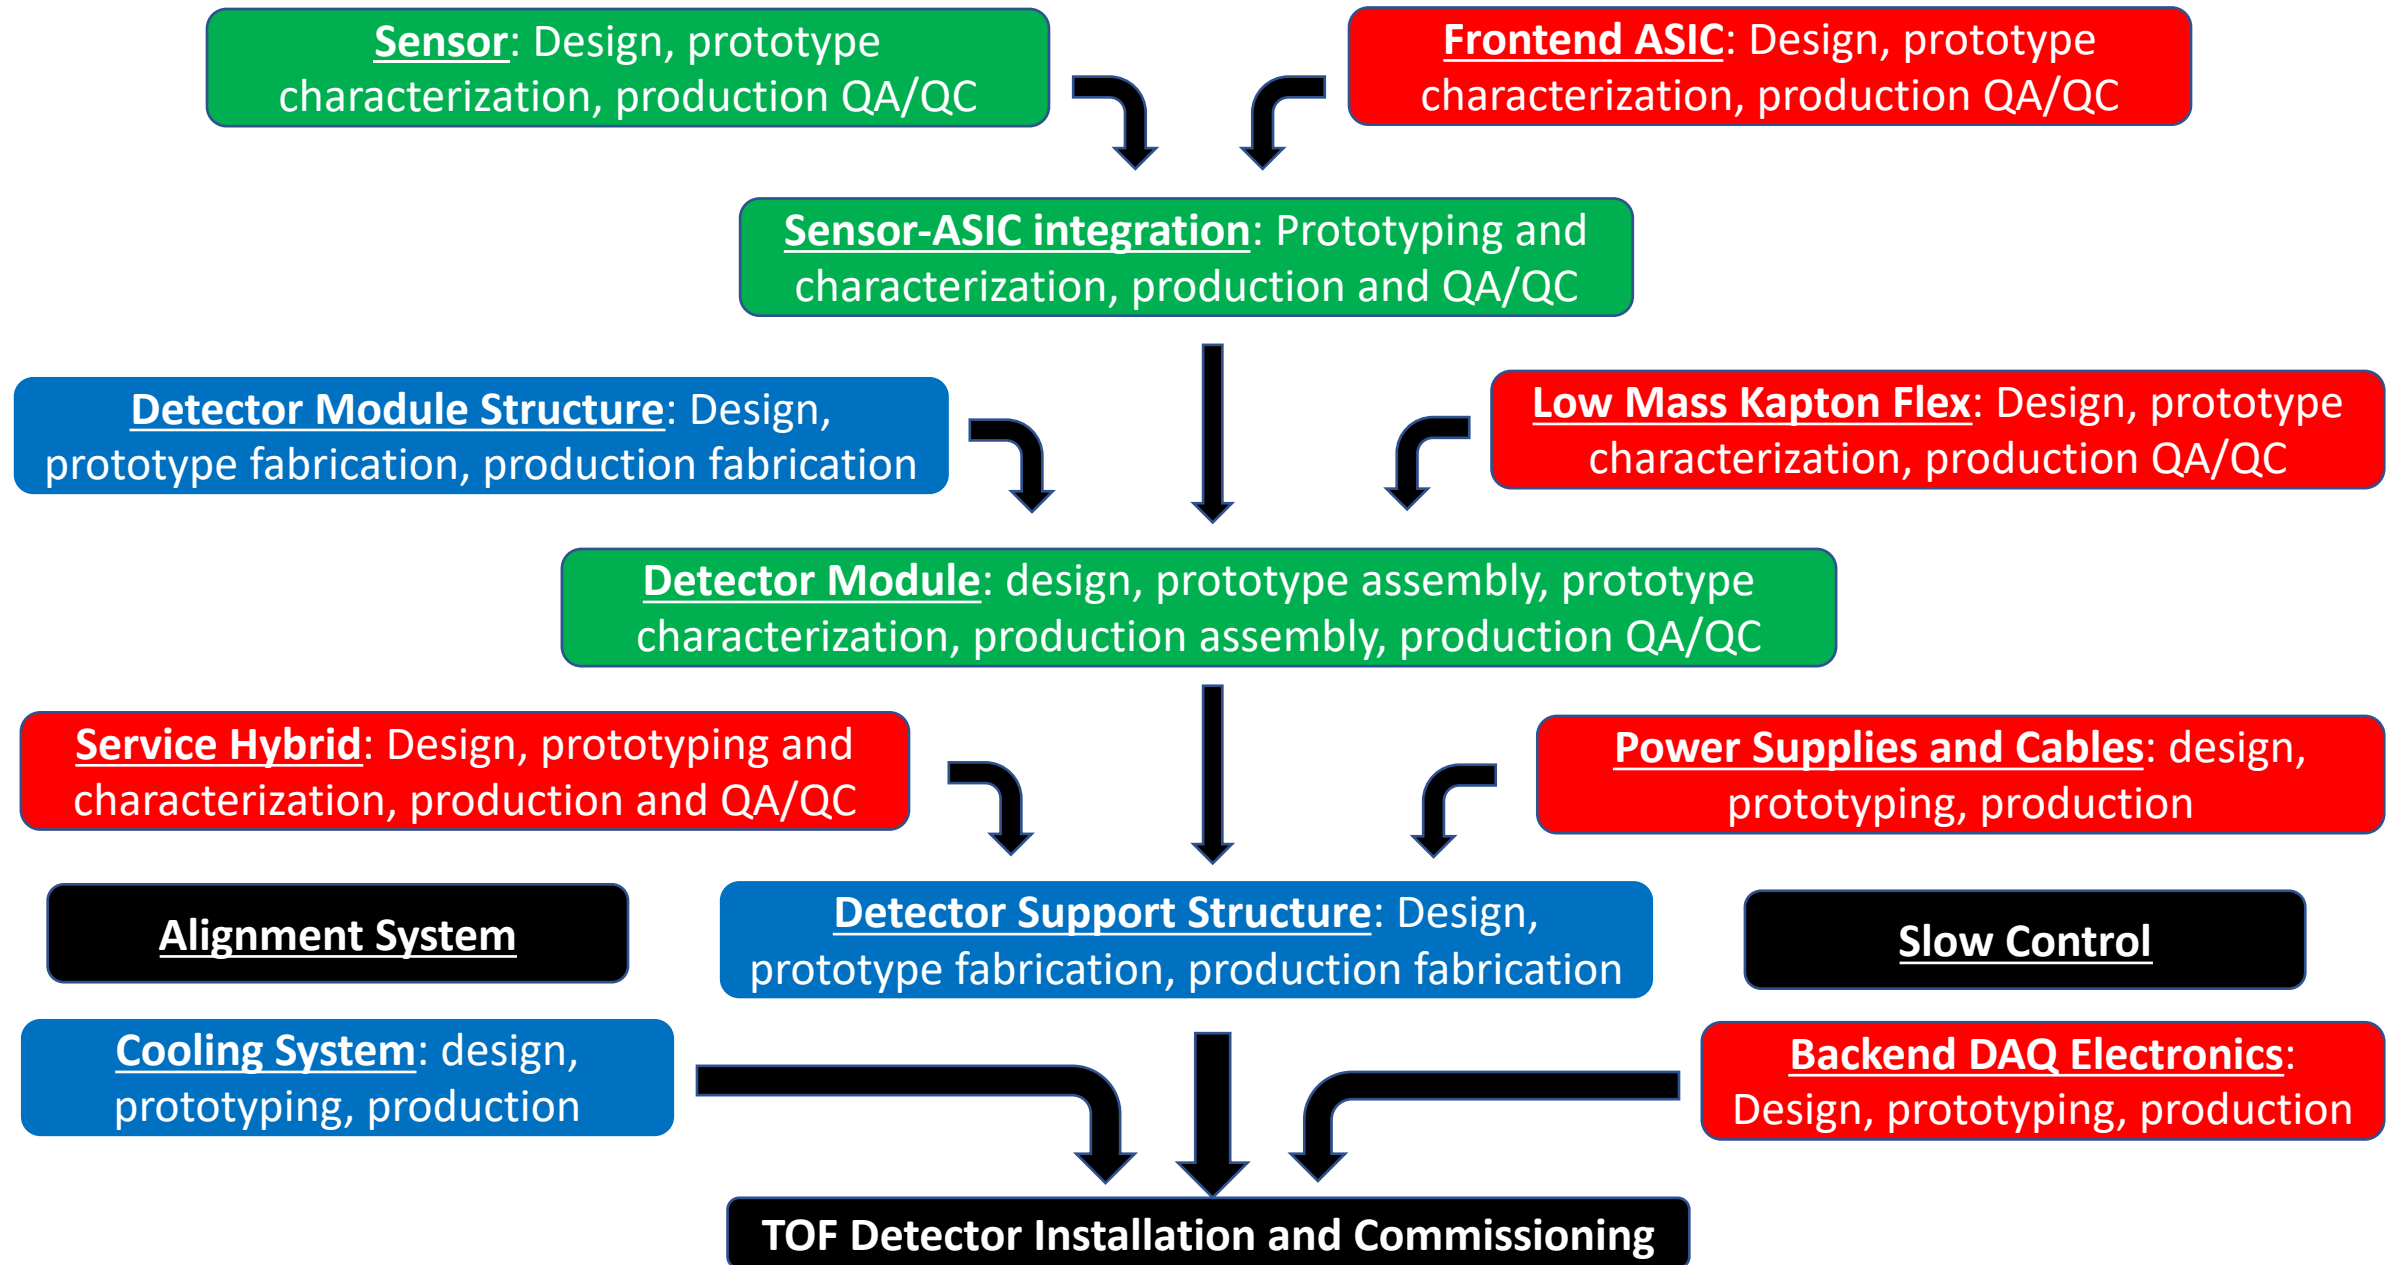 Sensor: Design, prototype
characterization, production QA/QC
Frontend ASIC: Design, prototype
characterization, production QA/QC
Sensor-ASIC integration: Prototyping and
characterization, production and QA/QC
Detector Module Structure: Design,
prototype fabrication, production fabrication
Low Mass Kapton Flex: Design, prototype
characterization, production QA/QC
Detector Module: design, prototype assembly, prototype
characterization, production assembly, production QA/QC
Service Hybrid: Design, prototyping and
characterization, production and QA/QC
Power Supplies and Cables: design,
prototyping, production
Alignment System
Detector Support Structure: Design,
prototype fabrication, production fabrication
Slow Control
Cooling System: design,
prototyping, production
Backend DAQ Electronics:
Design, prototyping, production
TOF Detector Installation and Commissioning